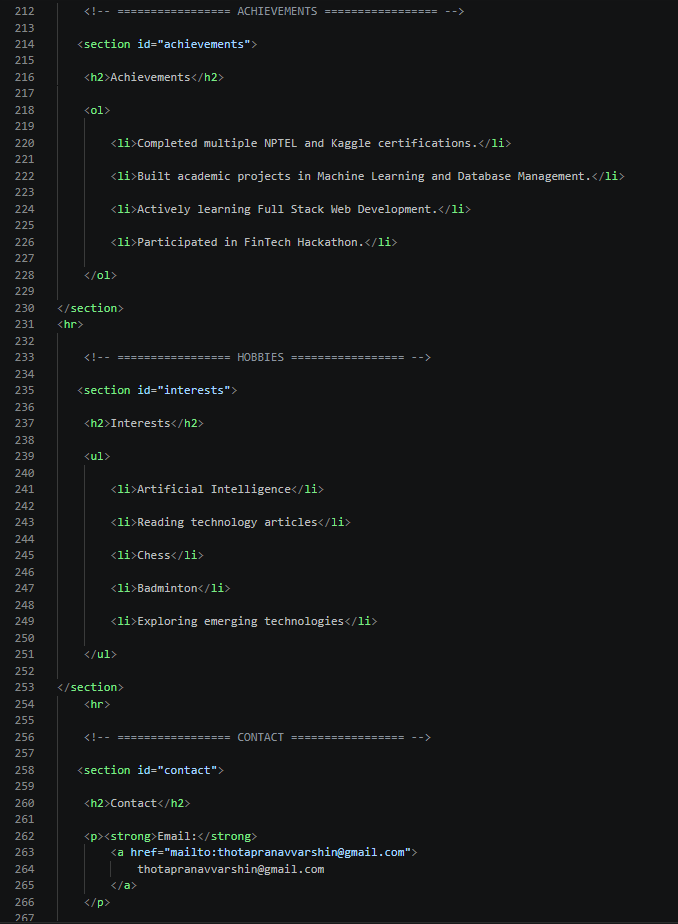 212 <!-- ================= ACHIEVEMENTS ================= -->
213
214 <section id="achievements">
215
216 <h2>Achievements</h2>
217
218 <ol>
219
220 <li>Completed multiple NPTEL and Kaggle certifications.</li>
221
222 <li>Built academic projects in Machine Learning and Database Management.</li>
223
224 <li>Actively learning Full Stack Web Development.</li>
225
226 <li>Participated in FinTech Hackathon.</li>
227
228 </ol>
229
230 </section>
231 <hr>
232
233 <!-- ================= HOBBIES ================= -->
234
235 <section id="interests">
236
237 <h2>Interests</h2>
238
239 <ul>
240
241 <li>Artificial Intelligence</li>
242
243 <li>Reading technology articles</li>
244
245 <li>Chess</li>
246
247 <li>Badminton</li>
248
249 <li>Exploring emerging technologies</li>
250
251 </ul>
252
253 </section>
254 <hr>
255
256 <!-- ================= CONTACT ================= -->
257
258 <section id="contact">
259
260 <h2>Contact</h2>
261
262 <p><strong>Email:</strong>
263 <a href="mailto:thotapranavvarshin@gmail.com">
264 thotapranavvarshin@gmail.com
265 </a>
266 </p>
267